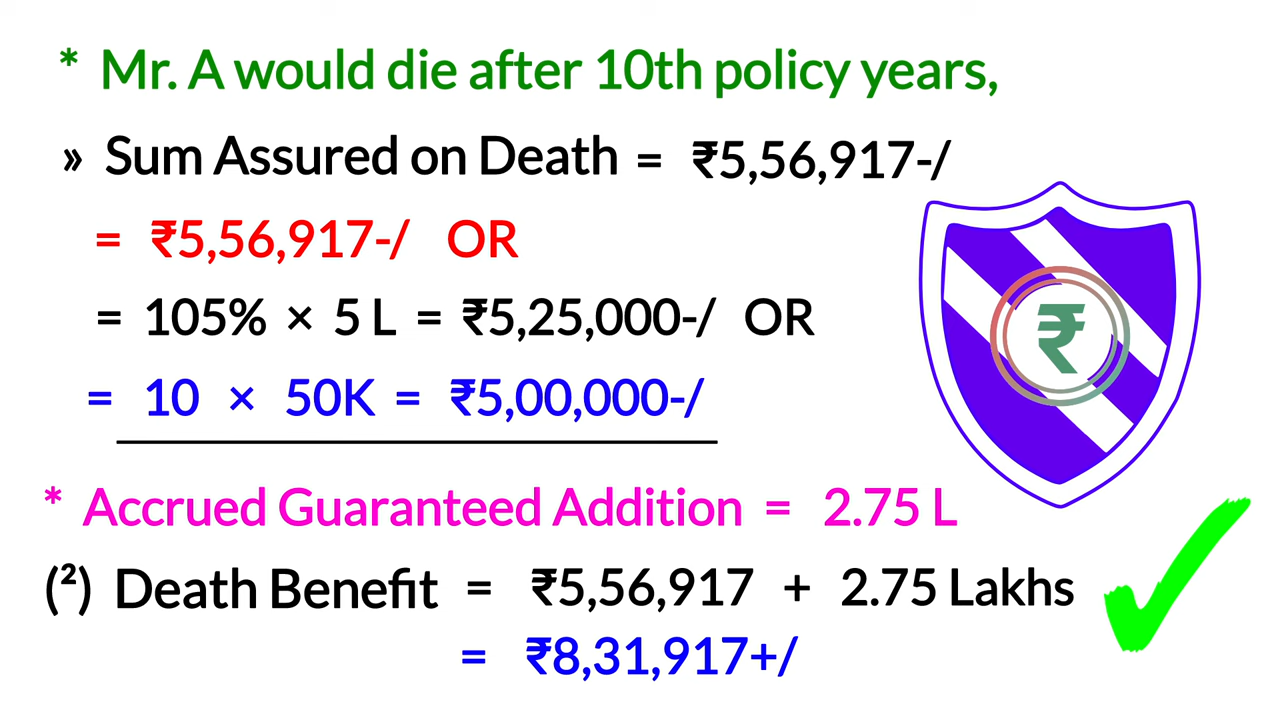 * Mr. A would die after 10th policy years,
» Sum Assured on Death = ₹5,56,917-/
= ₹5,56,917-/ OR
= 105% × 5 L = ₹5,25,000-/ OR
= 10 × 50K = ₹5,00,000-/
₹
* Accrued Guaranteed Addition = 2.75 L
(²) Death Benefit = ₹5,56,917 + 2.75 Lakhs
= ₹8,31,917+/